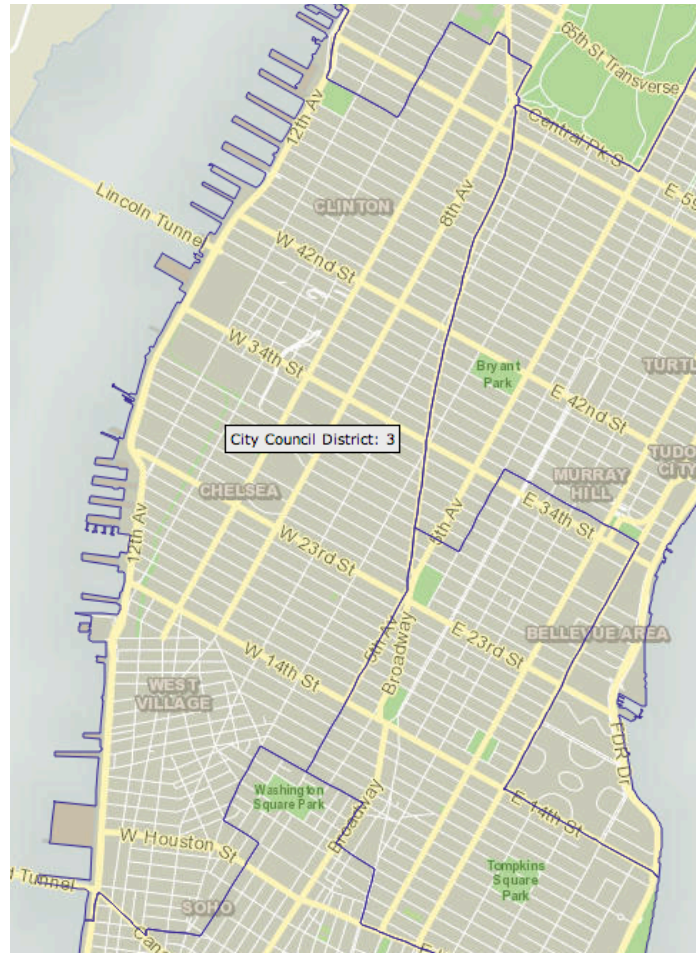 65th St Transverse
12th Av
Central Pk S
E 59
CLINTON
8th Av
Lincoln Tunne
W 42nd St
W 34th St
Bryant
Park
TURTL
E 42nd St
City Council District: 3
TUDO
CITY
MURRAY
HILL
CHELSEA
E 34th St
5th Av
12th Av
W 23rd St
BELLEVUE AREA
E 23rd St
5th Av
Broadway
W 14th St
WEST
VILLAGE
FDR Dr
Washington
Square Park
E 14th St
Broadway
W Houston St
Tompkins
Square
Park
d Tunnel
SOHO
Cana